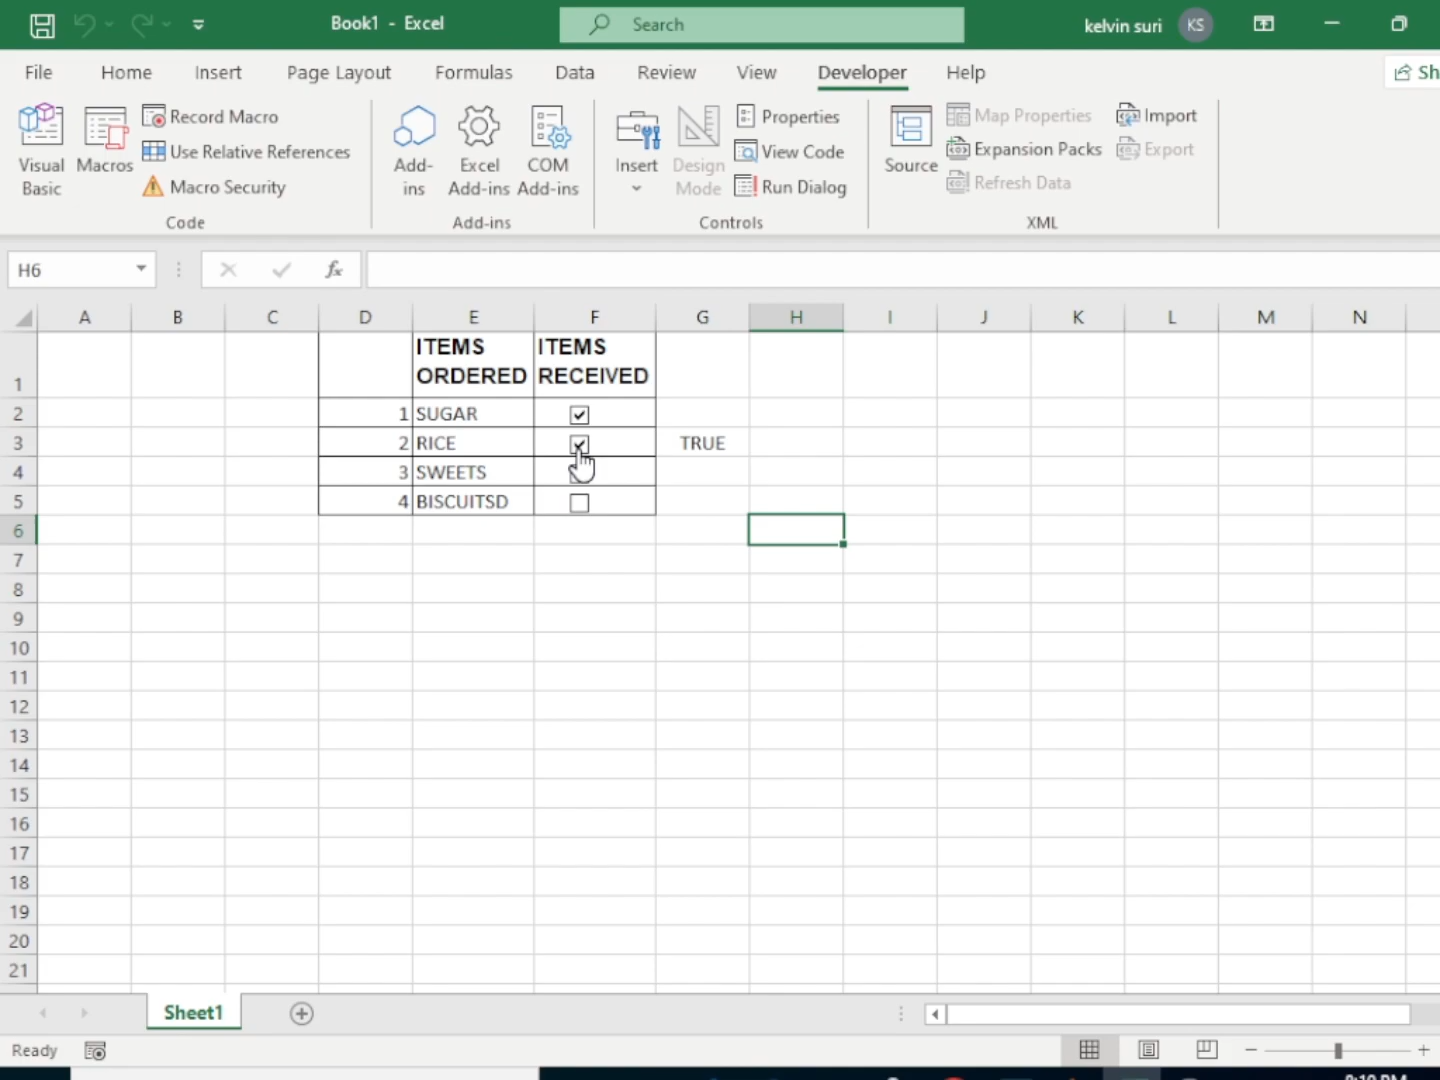 Book1 - Excel
Search
kelvin suri KS
File Home Insert Page Layout Formulas Data Review View Developer Help Sh
Visual Basic
Macros
Record Macro
Use Relative References
Macro Security
Code
Add-ins
Excel Add-ins
COM Add-ins
Add-ins
Insert
Design Mode
Properties
View Code
Run Dialog
Controls
Source
Map Properties
Expansion Packs
Refresh Data
Import
Export
XML
H6
fx
A B C D E F G H I J K L M N
ITEMS ORDERED
ITEMS RECEIVED
1
2 1 SUGAR
3 2 RICE TRUE
4 3 SWEETS
5 4 BISCUITSD
6
7
8
9
10
11
12
13
14
15
16
17
18
19
20
21
Sheet1
Ready